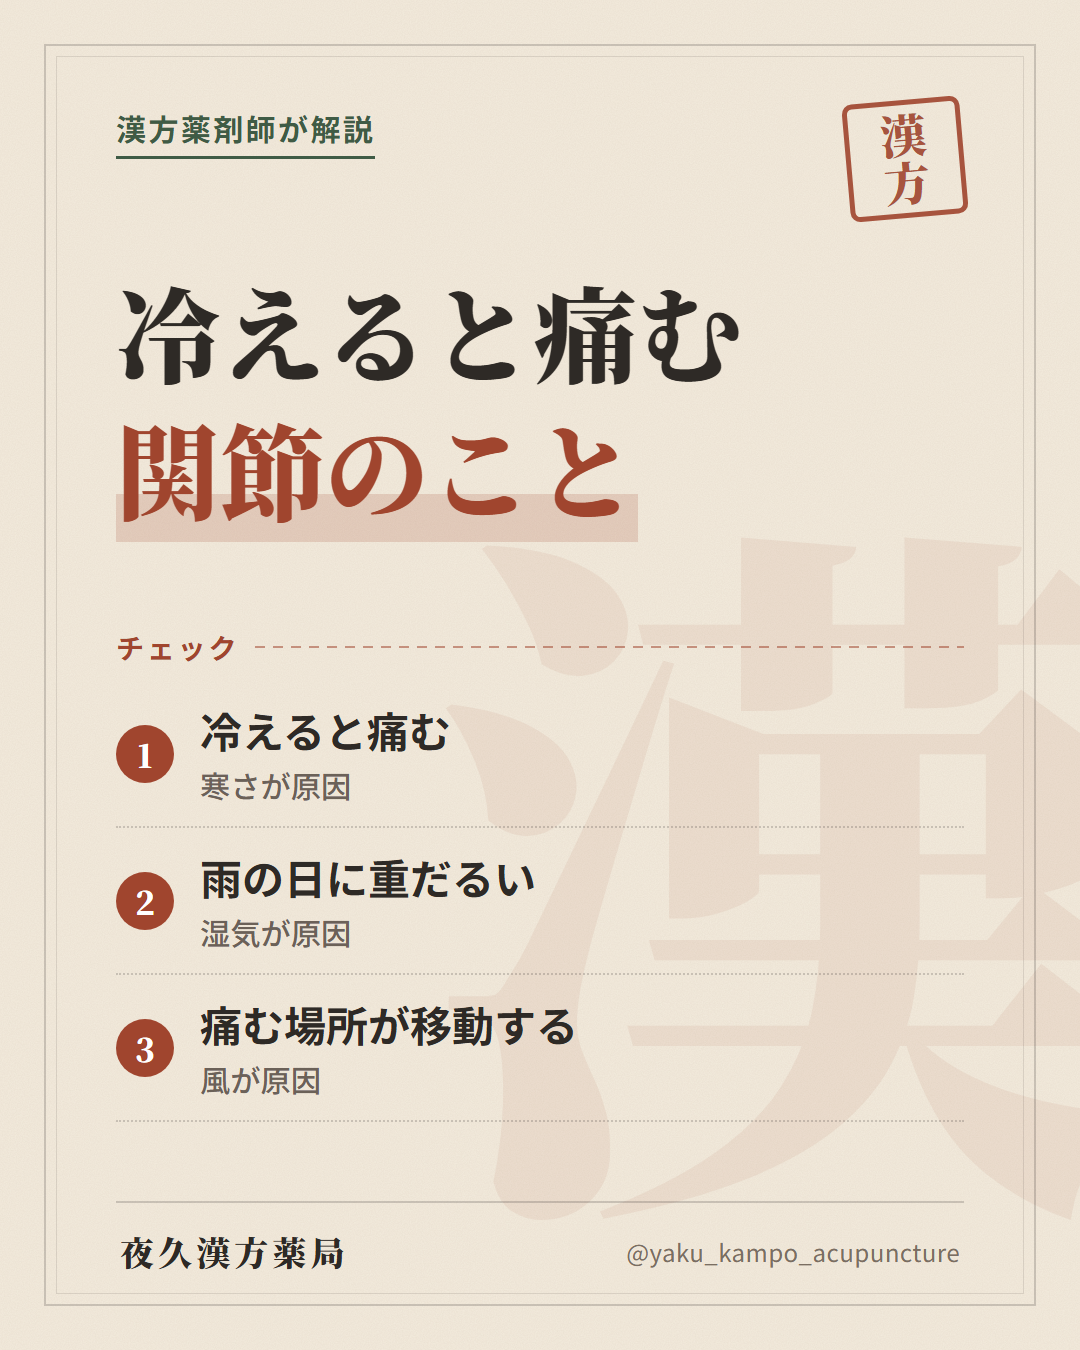 漢方薬剤師が解説
漢方
冷えると痛む
関節のこと
チェック
1 冷えると痛む
寒さが原因
2 雨の日に重だるい
湿気が原因
3 痛む場所が移動する
風が原因
夜久漢方薬局
@yaku_kampo_acupuncture
漢